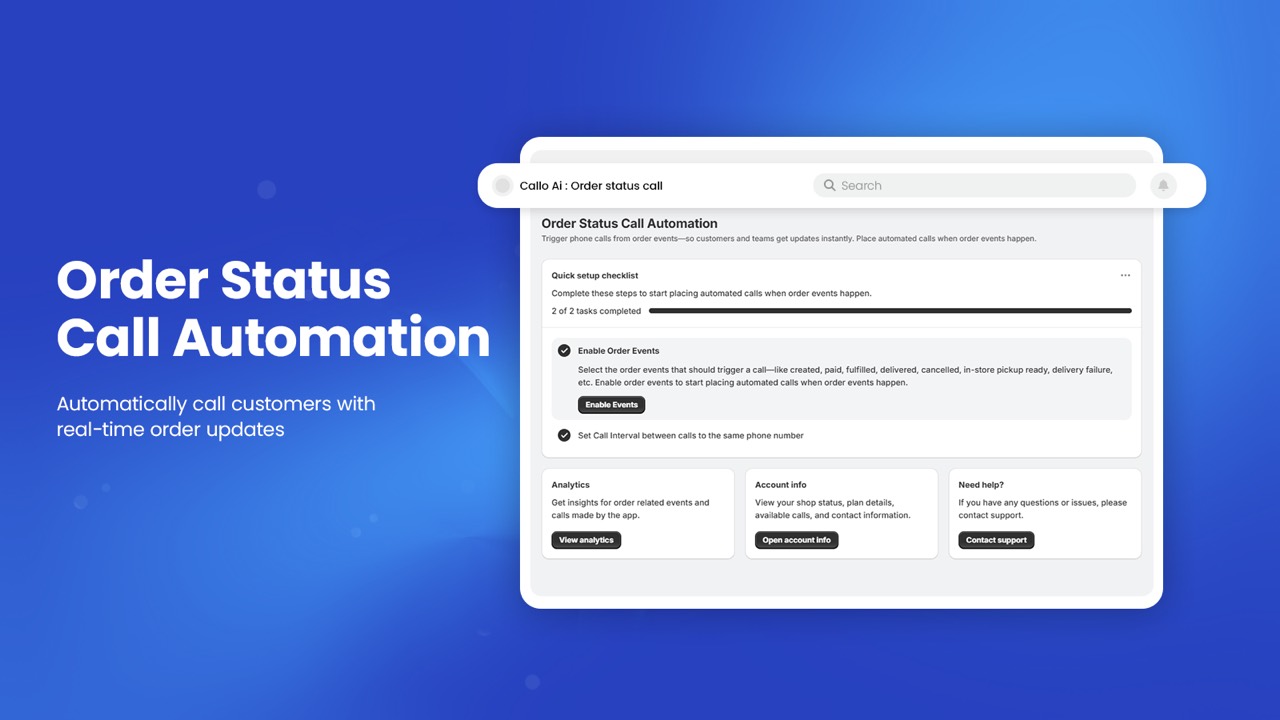 Order Status
Call Automation
Automatically call customers with
real-time order updates
Callo Ai : Order status call
Search
Order Status Call Automation
Trigger phone calls from order events—so customers and teams get updates instantly. Place automated calls when order events happen.
Quick setup checklist
Complete these steps to start placing automated calls when order events happen.
2 of 2 tasks completed
Enable Order Events
Select the order events that should trigger a call—like created, paid, fulfilled, delivered, cancelled, in-store pickup ready, delivery failure,
etc. Enable order events to start placing automated calls when order events happen.
Enable Events
Set Call Interval between calls to the same phone number
Analytics
Get insights for order related events and
calls made by the app.
View analytics
Account info
View your shop status, plan details,
available calls, and contact information.
Open account info
Need help?
If you have any questions or issues, please
contact support.
Contact support